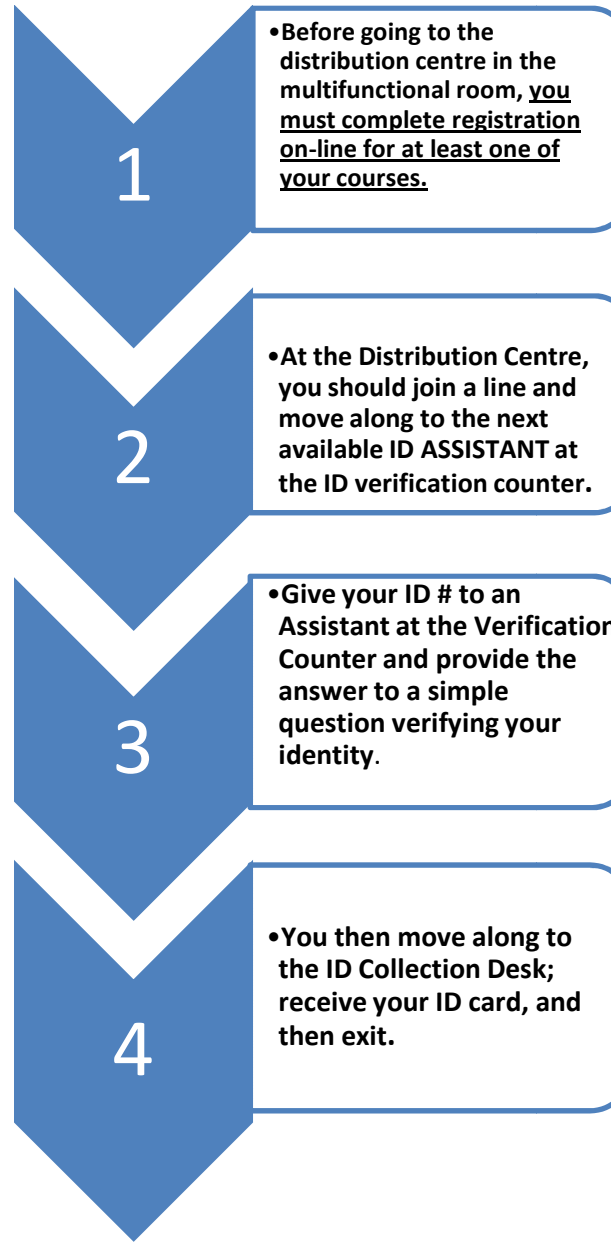 1
•Before going to the
distribution centre in the
multifunctional room, you
must complete registration
on-line for at least one of
your courses.
2
•At the Distribution Centre,
you should join a line and
move along to the next
available ID ASSISTANT at
the ID verification counter.
3
•Give your ID # to an
Assistant at the Verification
Counter and provide the
answer to a simple
question verifying your
identity.
4
•You then move along to
the ID Collection Desk;
receive your ID card, and
then exit.